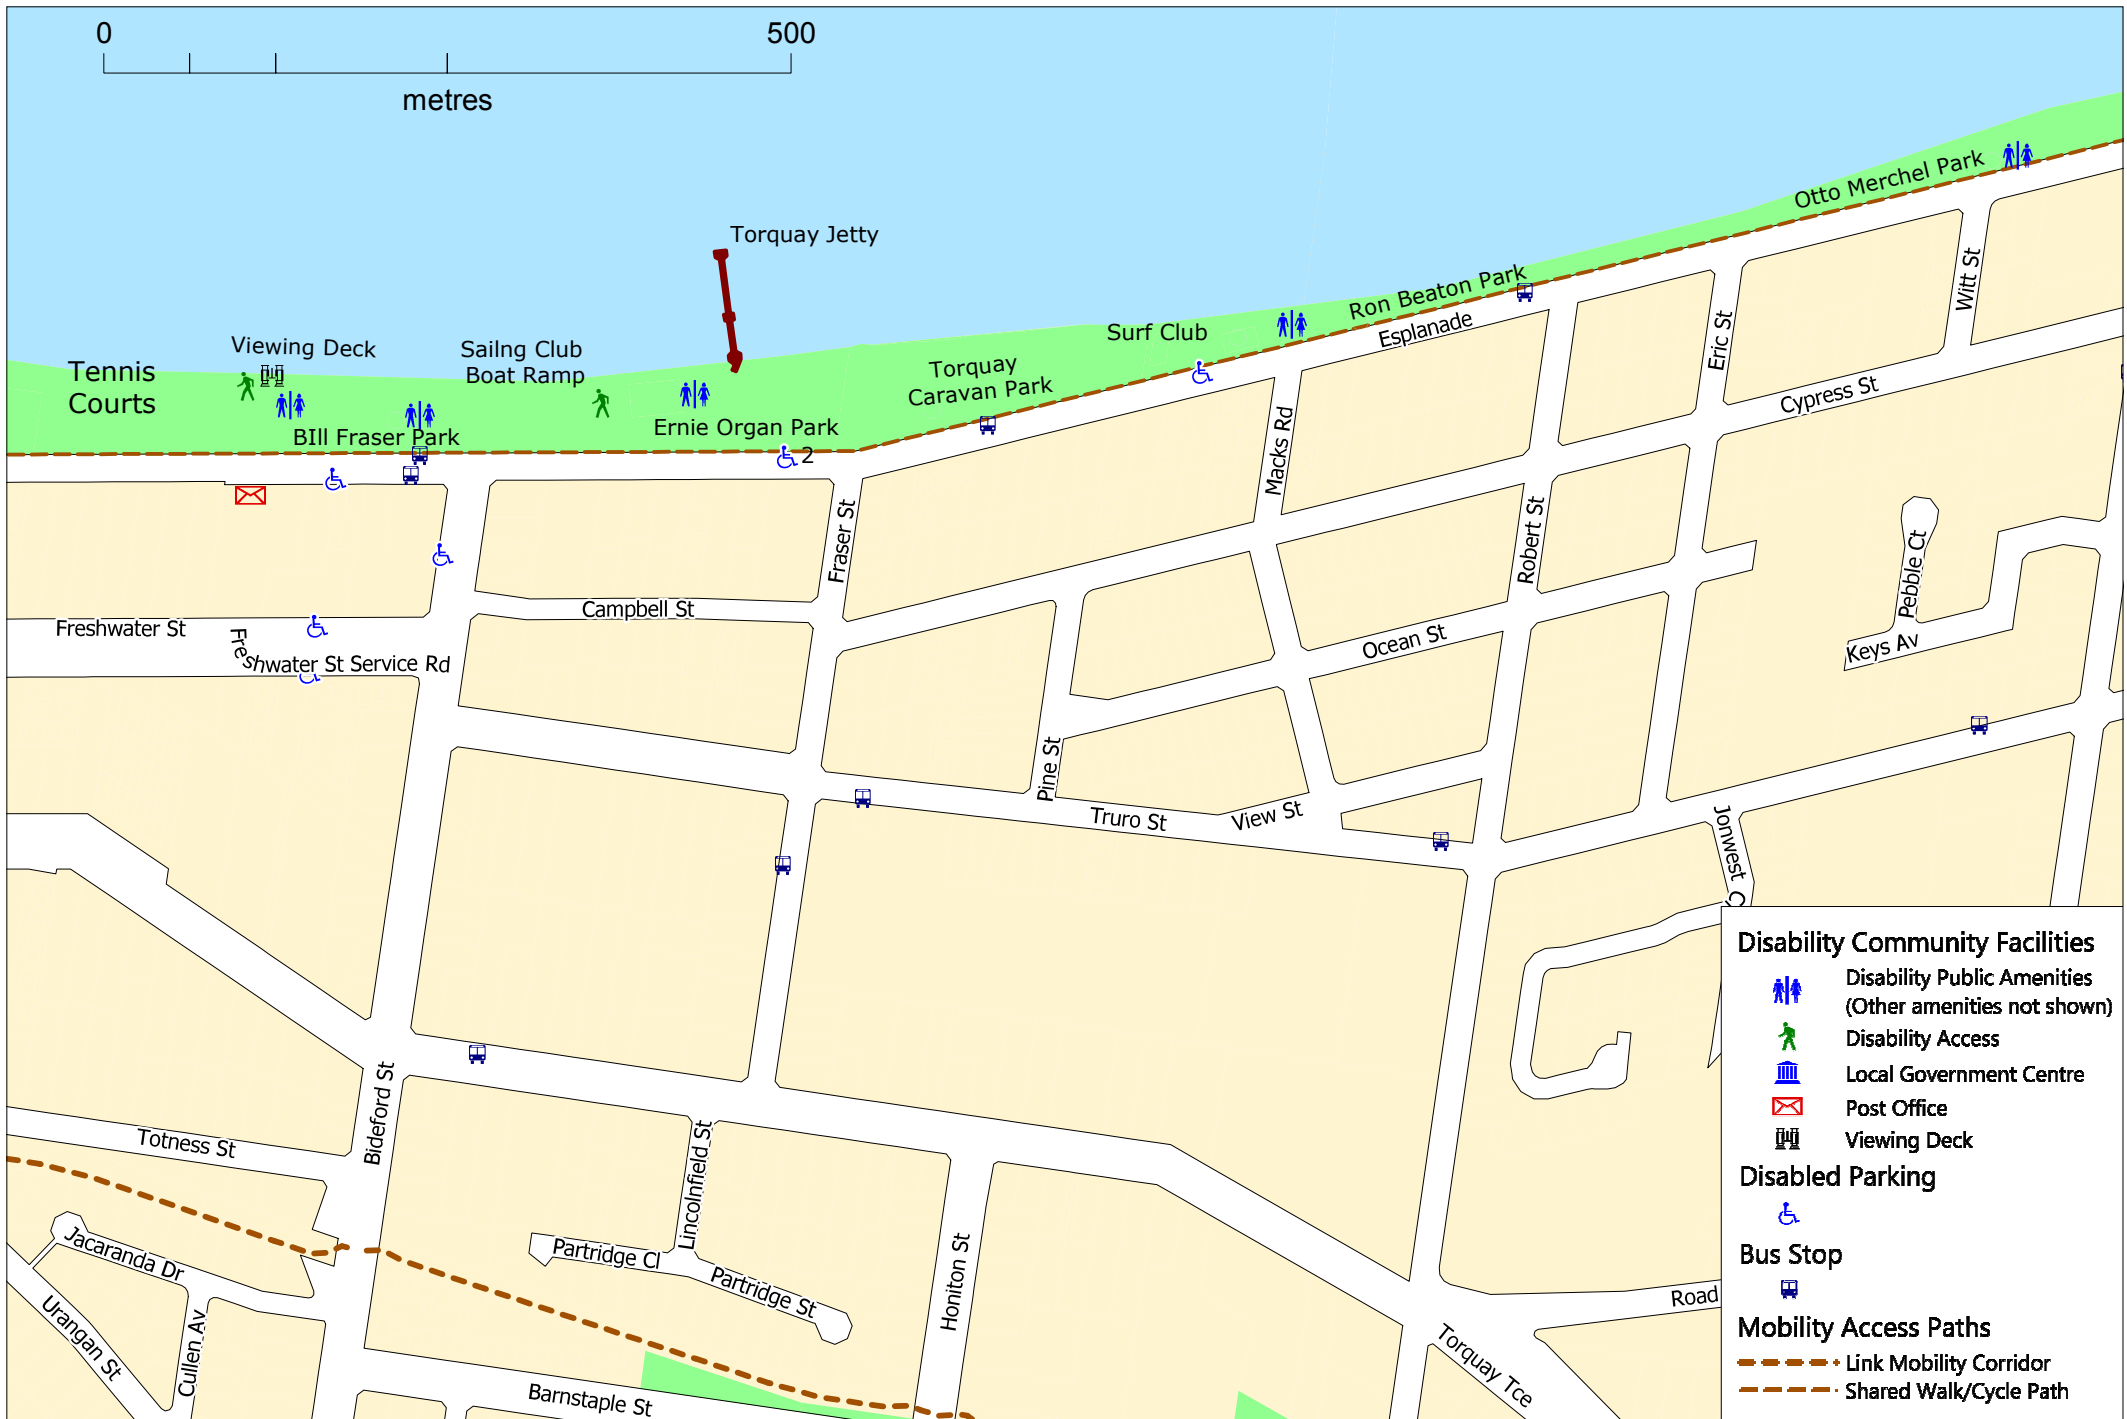 0
500
metres
Torquay Jetty
Viewing Deck
Sailng Club
Boat Ramp
Tennis
Courts
BIll Fraser Park
Ernie Organ Park
2
Torquay
Caravan Park
Surf Club
Ron Beaton Park
Esplanade
Otto Merchel Park
Witt St
Eric St
Cypress St
Macks Rd
Robert St
Fraser St
Campbell St
Freshwater St
Freshwater St Service Rd
Ocean St
Pebble Ct
Keys Av
Pine St
Truro St
View St
Jonwest C
Bideford St
Totness St
Lincolnfield St
Partridge Cl
Partridge St
Honiton St
Jacaranda Dr
Urangan St
Cullen Av
Barnstaple St
Torquay Tce
Road
Disability Community Facilities
Disability Public Amenities
(Other amenities not shown)
Disability Access
Local Government Centre
Post Office
Viewing Deck
Disabled Parking
Bus Stop
Mobility Access Paths
Link Mobility Corridor
Shared Walk/Cycle Path